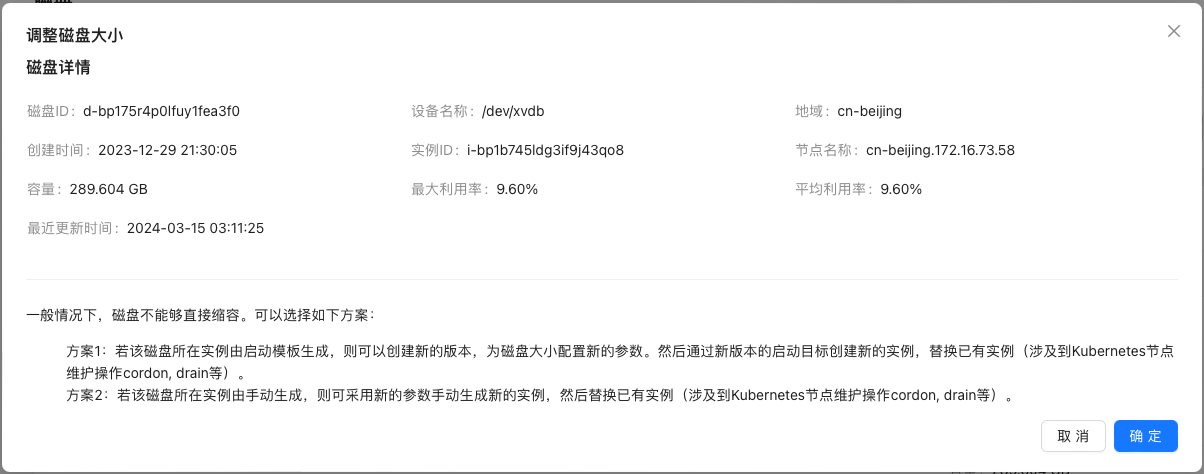 调整磁盘大小
磁盘详情
磁盘ID: d-bp175r4p0lfuy1fea3f0 设备名称: /dev/xvdb 地域: cn-beijing
创建时间: 2023-12-29 21:30:05 实例ID: i-bp1b745ldg3if9j43qo8 节点名称: cn-beijing.172.16.73.58
容量: 289.604 GB 最大利用率: 9.60% 平均利用率: 9.60%
最近更新时间: 2024-03-15 03:11:25
一般情况下，磁盘不能够直接缩容。可以选择如下方案：
方案1：若该磁盘所在实例由启动模板生成，则可以创建新的版本，为磁盘大小配置新的参数。然后通过新版本的启动目标创建新的实例，替换已有实例（涉及到Kubernetes节点
维护操作cordon, drain等）。
方案2：若该磁盘所在实例由手动生成，则可采用新的参数手动生成新的实例，然后替换已有实例（涉及到Kubernetes节点维护操作cordon, drain等）。
取 消 确 定